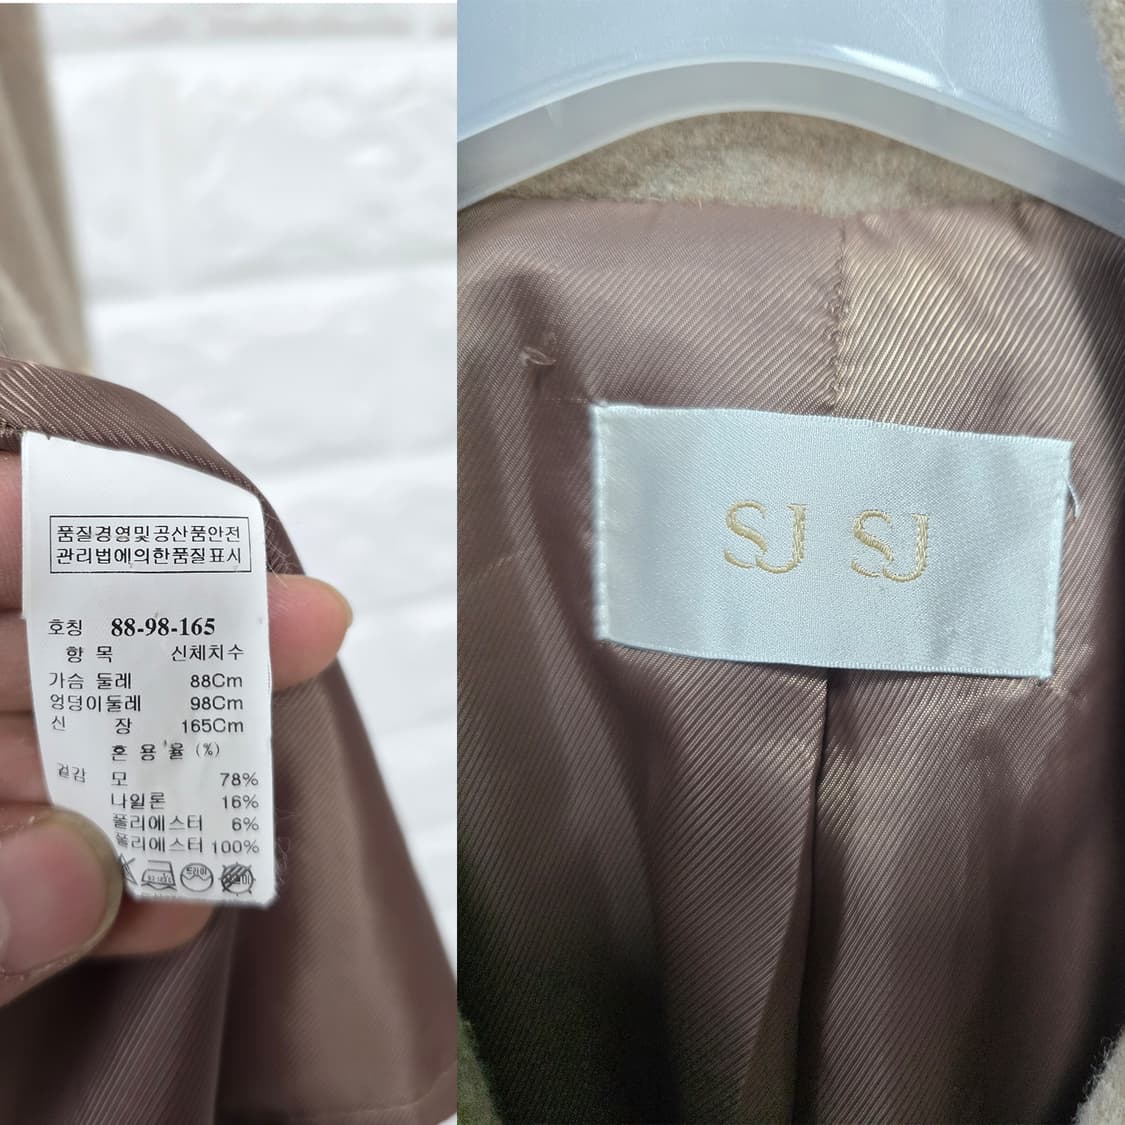 품질경영및공산품안전
관리법에의한품질표시
호칭 88-98-165
항목 신체치수
가슴 둘레 88Cm
엉덩이둘레 98Cm
신 장 165Cm
혼 용 율 (%)
겉감 모 78%
나일론 16%
폴리에스터 6%
폴리에스터 100%
드라이
SJ SJ